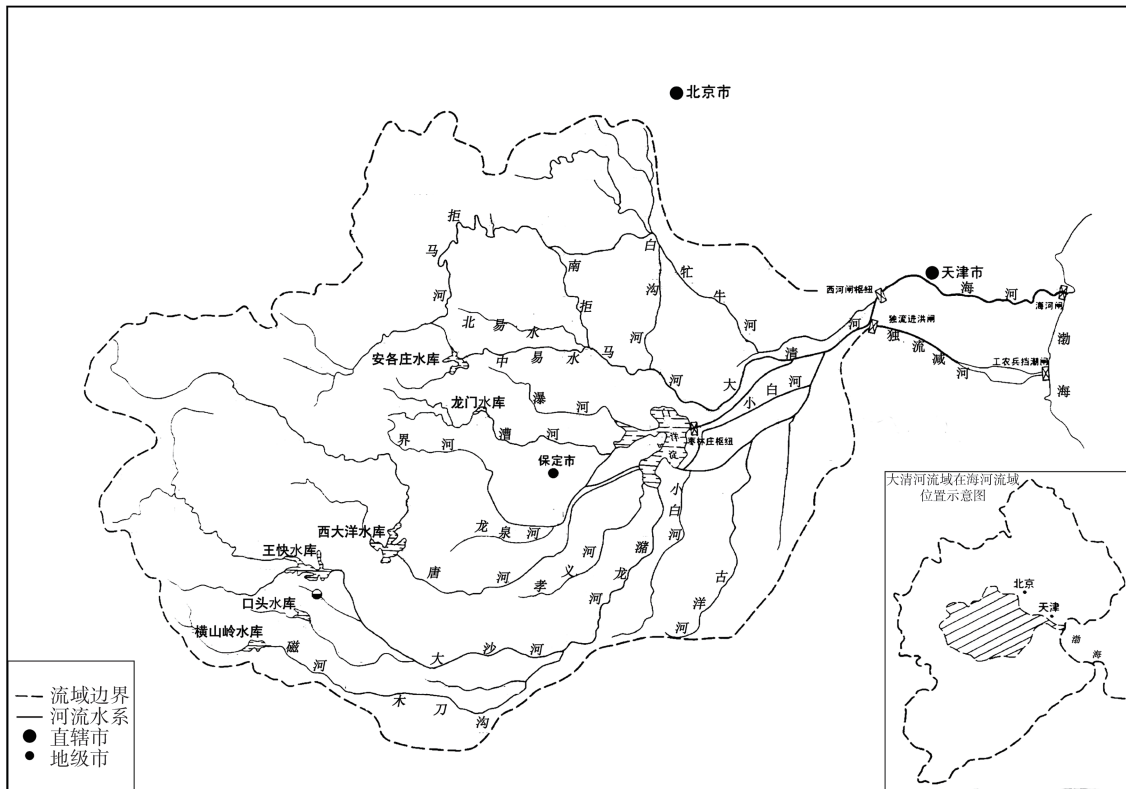 北京市
天津市
西河闸枢纽
海河
海河闸
独流进洪闸
独流减河
工农兵挡潮闸
渤海
拒马河
南拒马河
白沟河
牤牛河
北易水
中易水
安各庄水库
大清河
小白河
瀑河
龙门水库
漕河
界河
枣林庄枢纽
保定市
龙泉河
西大洋水库
王快水库
唐河
孝义河
潴龙河
小白河
古洋河
口头水库
横山岭水库
磁河
大沙河
木刀沟
流域边界
河流水系
直辖市
地级市
大清河流域在海河流域
位置示意图
北京
天津
渤海